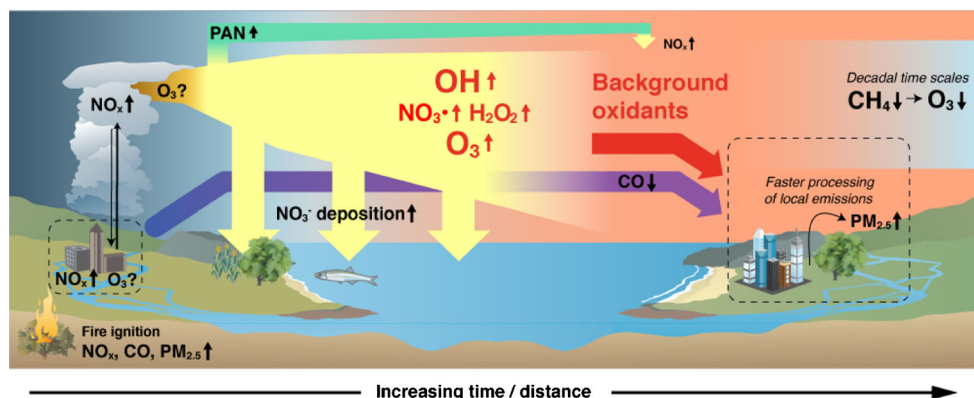 PAN ↑
NOₓ ↑
NOₓ ↑
O₃?
OH ↑
NO₃• ↑ H₂O₂ ↑
O₃ ↑
Background
oxidants
Decadal time scales
CH₄ ↓ → O₃ ↓
CO ↓
NO₃⁻ deposition ↑
Faster processing
of local emissions
PM₂.₅ ↑
NOₓ ↑ O₃?
Fire ignition
NOₓ, CO, PM₂.₅ ↑
Increasing time / distance